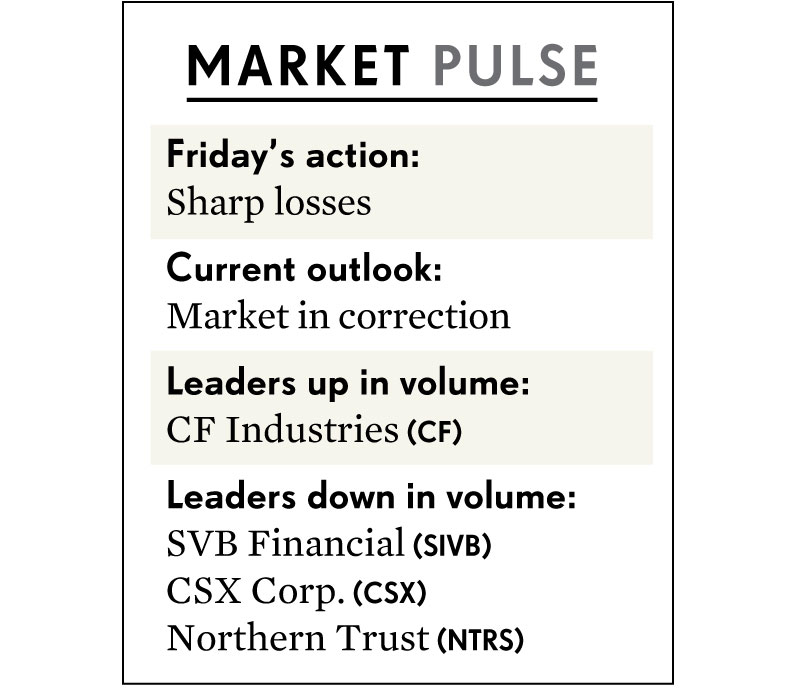 MARKET PULSE
Friday’s action:
Sharp losses
Current outlook:
Market in correction
Leaders up in volume:
CF Industries (CF)
Leaders down in volume:
SVB Financial (SIVB)
CSX Corp. (CSX)
Northern Trust (NTRS)